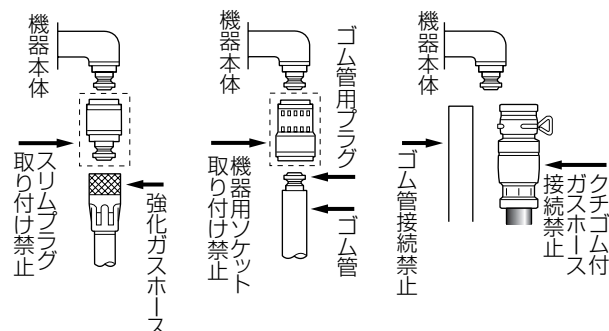 機器本体
スリムプラグ
取り付け禁止
強化ガスホース
機器本体
ゴム管用プラグ
機器用ソケット
取り付け禁止
ゴム管
機器本体
ゴム管接続禁止
クチゴム付
ガスホース
接続禁止